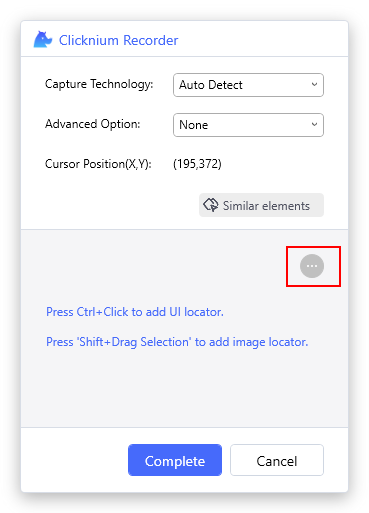 Clicknium Recorder
Capture Technology: Auto Detect
Advanced Option: None
Cursor Position(X,Y): (195,372)
Similar elements
Press Ctrl+Click to add UI locator.
Press 'Shift+Drag Selection' to add image locator.
Complete Cancel